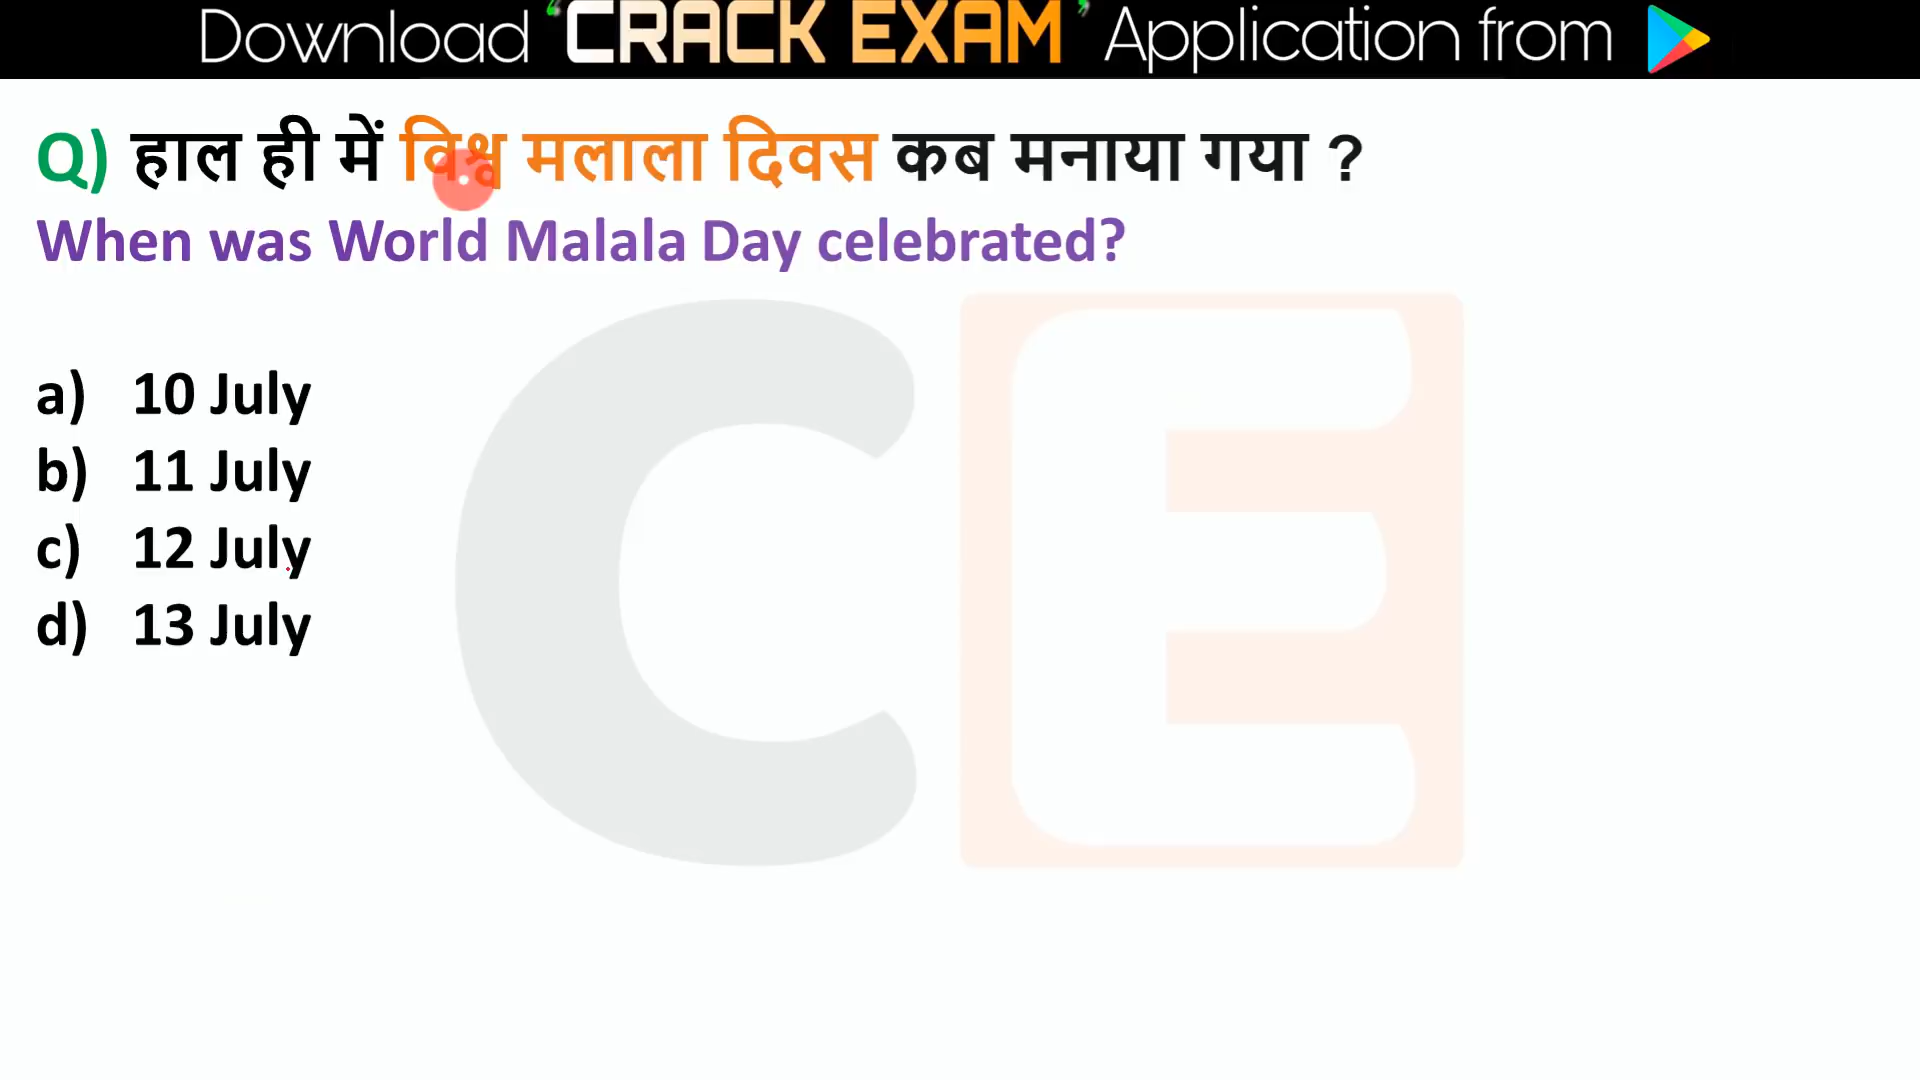 Download 'CRACK EXAM' Application from
Q) हाल ही में विश्व मलाला दिवस कब मनाया गया ?
When was World Malala Day celebrated?
a) 10 July
b) 11 July
c) 12 July
d) 13 July
CE